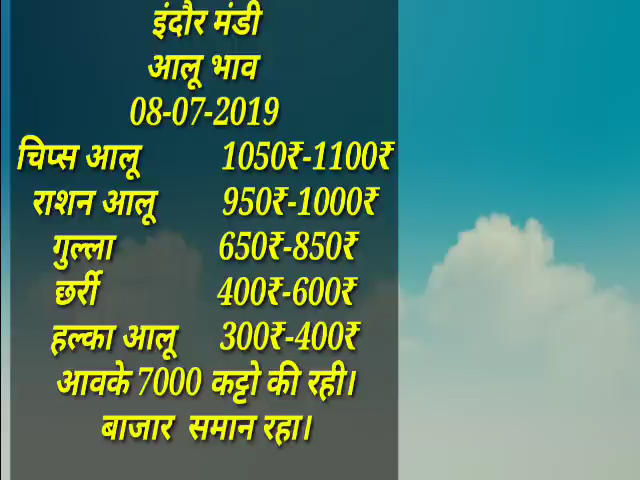 इंदौर मंडी
आलू भाव
08-07-2019
चिप्स आलू 1050₹-1100₹
राशन आलू 950₹-1000₹
गुल्ला 650₹-850₹
छर्री 400₹-600₹
हल्का आलू 300₹-400₹
आवके 7000 कट्टो की रही।
बाजार समान रहा।